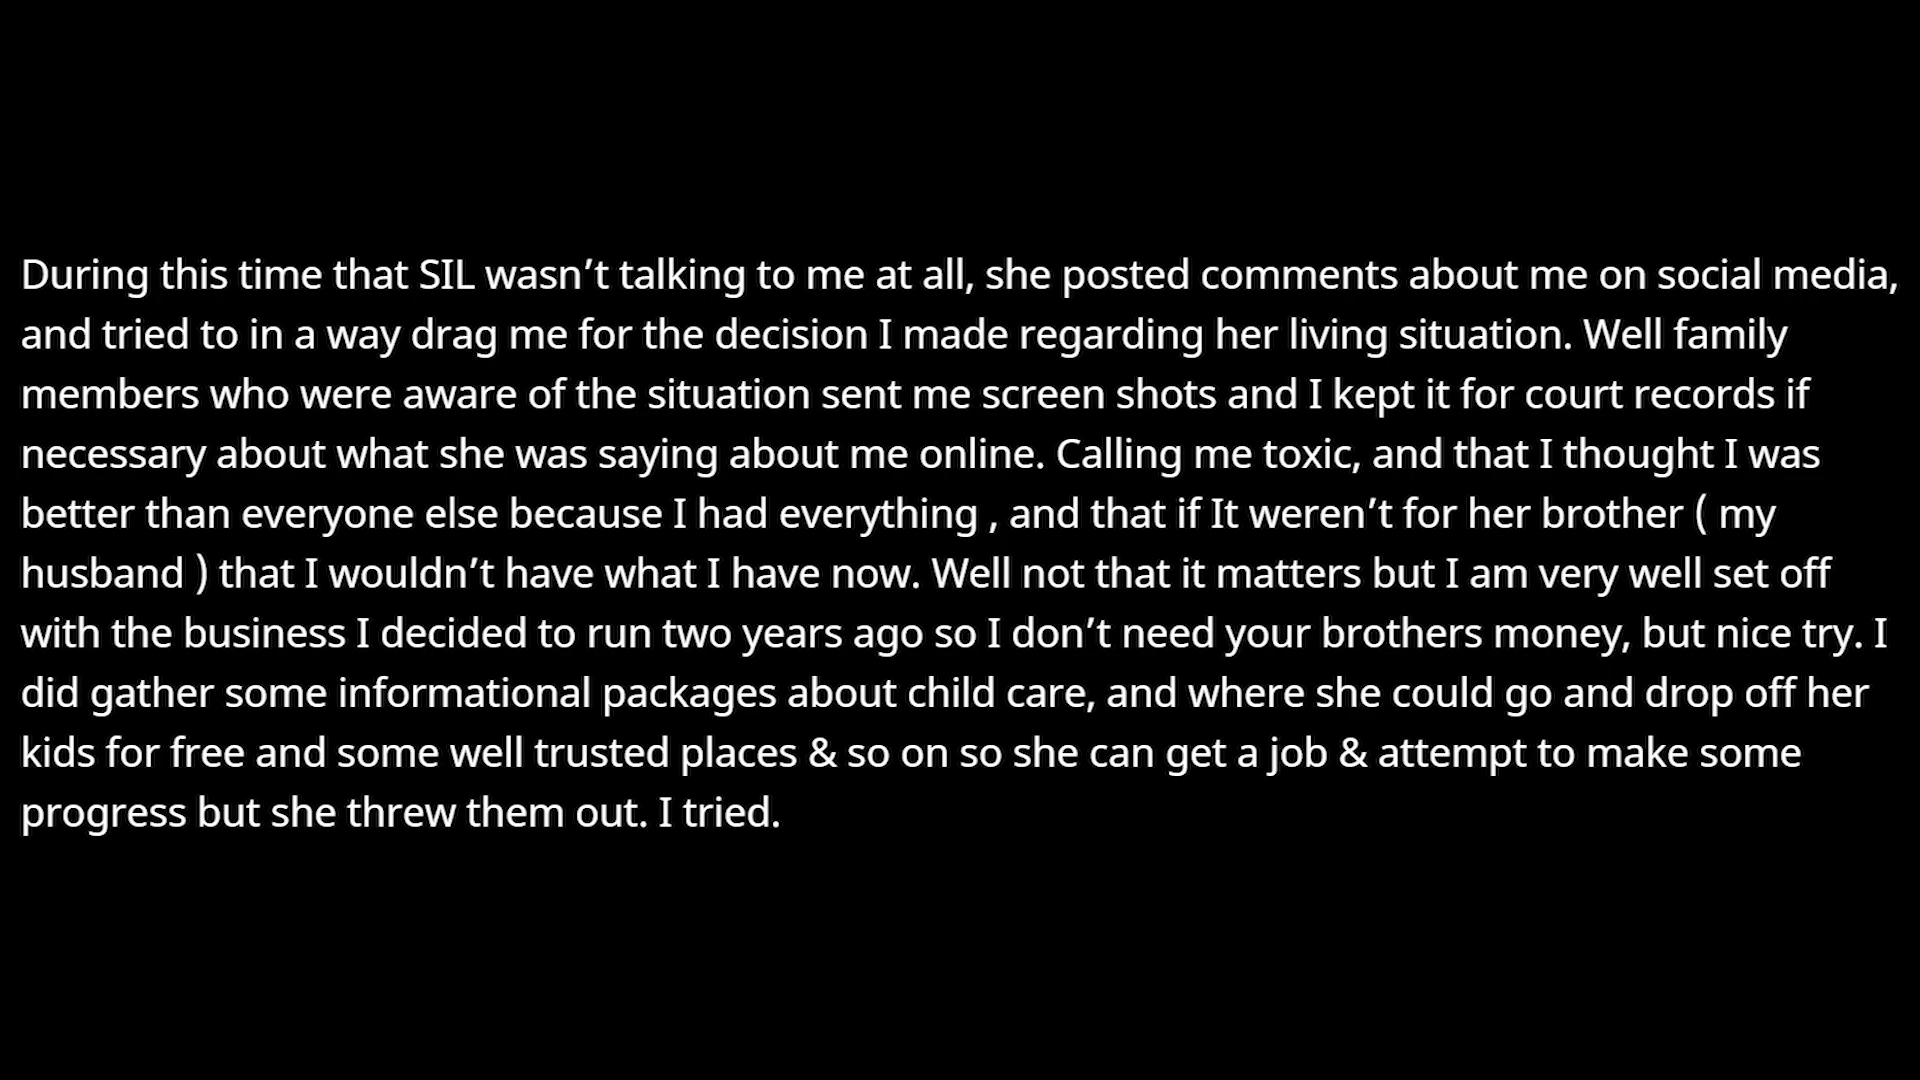 During this time that SIL wasn’t talking to me at all, she posted comments about me on social media,
and tried to in a way drag me for the decision I made regarding her living situation. Well family
members who were aware of the situation sent me screen shots and I kept it for court records if
necessary about what she was saying about me online. Calling me toxic, and that I thought I was
better than everyone else because I had everything , and that if It weren’t for her brother ( my
husband ) that I wouldn’t have what I have now. Well not that it matters but I am very well set off
with the business I decided to run two years ago so I don’t need your brothers money, but nice try. I
did gather some informational packages about child care, and where she could go and drop off her
kids for free and some well trusted places & so on so she can get a job & attempt to make some
progress but she threw them out. I tried.